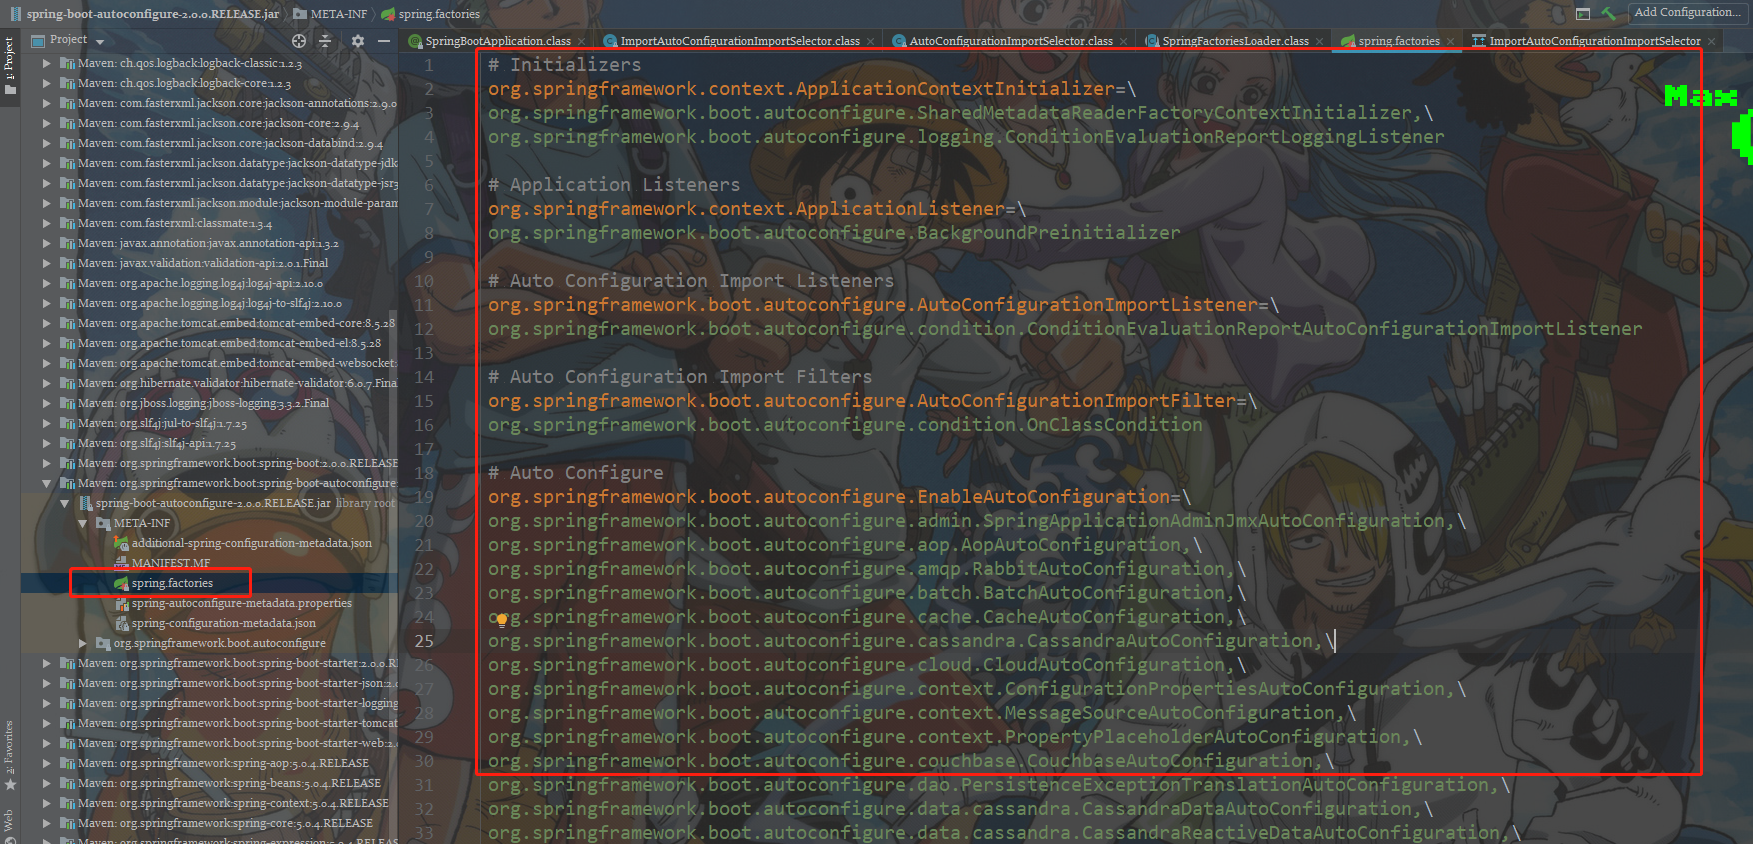 spring-boot-autoconfigure-2.0.0.RELEASE.jar META-INF spring.factories Add Configuration...
Project
SpringBootApplication.class ImportAutoConfigurationImportSelector.class AutoConfigurationImportSelector.class SpringFactoriesLoader.class spring.factories ImportAutoConfigurationImportSelector
1: Project
2: Favorites
Web
Maven: ch.qos.logback:logback-classic:1.2.3
Maven: ch.qos.logback:logback-core:1.2.3
Maven: com.fasterxml.jackson.core:jackson-annotations:2.9.0
Maven: com.fasterxml.jackson.core:jackson-core:2.9.4
Maven: com.fasterxml.jackson.core:jackson-databind:2.9.4
Maven: com.fasterxml.jackson.datatype:jackson-datatype-jdk
Maven: com.fasterxml.jackson.datatype:jackson-datatype-jsr3
Maven: com.fasterxml.jackson.module:jackson-module-param
Maven: com.fasterxml:classmate:1.3.4
Maven: javax.annotation:javax.annotation-api:1.3.2
Maven: javax.validation:validation-api:2.0.1.Final
Maven: org.apache.logging.log4j:log4j-api:2.10.0
Maven: org.apache.logging.log4j:log4j-to-slf4j:2.10.0
Maven: org.apache.tomcat.embed:tomcat-embed-core:8.5.28
Maven: org.apache.tomcat.embed:tomcat-embed-el:8.5.28
Maven: org.apache.tomcat.embed:tomcat-embed-websocket:
Maven: org.hibernate.validator:hibernate-validator:6.0.7.Fina
Maven: org.jboss.logging:jboss-logging:3.3.2.Final
Maven: org.slf4j:jul-to-slf4j:1.7.25
Maven: org.slf4j:slf4j-api:1.7.25
Maven: org.springframework.boot:spring-boot:2.0.0.RELEASE
Maven: org.springframework.boot:spring-boot-autoconfigure:
spring-boot-autoconfigure-2.0.0.RELEASE.jar library root
META-INF
additional-spring-configuration-metadata.json
MANIFEST.MF
spring.factories
spring-autoconfigure-metadata.properties
spring-configuration-metadata.json
org.springframework.boot.autoconfigure
Maven: org.springframework.boot:spring-boot-starter:2.0.0.RI
Maven: org.springframework.boot:spring-boot-starter-json:2.0
Maven: org.springframework.boot:spring-boot-starter-logging
Maven: org.springframework.boot:spring-boot-starter-tomcat
Maven: org.springframework.boot:spring-boot-starter-web:2.0
Maven: org.springframework:spring-aop:5.0.4.RELEASE
Maven: org.springframework:spring-beans:5.0.4.RELEASE
Maven: org.springframework:spring-context:5.0.4.RELEASE
Maven: org.springframework:spring-core:5.0.4.RELEASE
Maven: org.springframework:spring-expression:5.0.4.RELEAS
1 # Initializers
2 org.springframework.context.ApplicationContextInitializer=\
3 org.springframework.boot.autoconfigure.SharedMetadataReaderFactoryContextInitializer,\
4 org.springframework.boot.autoconfigure.logging.ConditionEvaluationReportLoggingListener
5
6 # Application Listeners
7 org.springframework.context.ApplicationListener=\
8 org.springframework.boot.autoconfigure.BackgroundPreinitializer
9
10 # Auto Configuration Import Listeners
11 org.springframework.boot.autoconfigure.AutoConfigurationImportListener=\
12 org.springframework.boot.autoconfigure.condition.ConditionEvaluationReportAutoConfigurationImportListener
13
14 # Auto Configuration Import Filters
15 org.springframework.boot.autoconfigure.AutoConfigurationImportFilter=\
16 org.springframework.boot.autoconfigure.condition.OnClassCondition
17
18 # Auto Configure
19 org.springframework.boot.autoconfigure.EnableAutoConfiguration=\
20 org.springframework.boot.autoconfigure.admin.SpringApplicationAdminJmxAutoConfiguration,\
21 org.springframework.boot.autoconfigure.aop.AopAutoConfiguration,\
22 org.springframework.boot.autoconfigure.amqp.RabbitAutoConfiguration,\
23 org.springframework.boot.autoconfigure.batch.BatchAutoConfiguration,\
24 org.springframework.boot.autoconfigure.cache.CacheAutoConfiguration,\
25 org.springframework.boot.autoconfigure.cassandra.CassandraAutoConfiguration,\
26 org.springframework.boot.autoconfigure.cloud.CloudAutoConfiguration,\
27 org.springframework.boot.autoconfigure.context.ConfigurationPropertiesAutoConfiguration,\
28 org.springframework.boot.autoconfigure.context.MessageSourceAutoConfiguration,\
29 org.springframework.boot.autoconfigure.context.PropertyPlaceholderAutoConfiguration,\
30 org.springframework.boot.autoconfigure.couchbase.CouchbaseAutoConfiguration,\
31 org.springframework.boot.autoconfigure.dao.PersistenceExceptionTranslationAutoConfiguration,\
32 org.springframework.boot.autoconfigure.data.cassandra.CassandraDataAutoConfiguration,\
33 org.springframework.boot.autoconfigure.data.cassandra.CassandraReactiveDataAutoConfiguration,\
Max